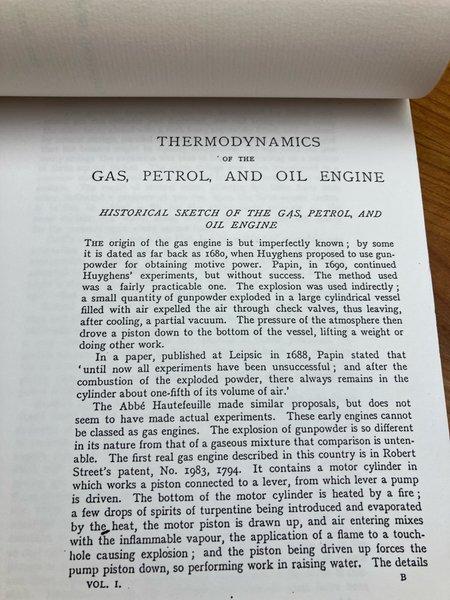 THERMODYNAMICS
OF THE
GAS, PETROL, AND OIL ENGINE
HISTORICAL SKETCH OF THE GAS, PETROL, AND
OIL ENGINE
THE origin of the gas engine is but imperfectly known; by some
it is dated as far back as 1680, when Huyghens proposed to use gun-
powder for obtaining motive power. Papin, in 1690, continued
Huyghens' experiments, but without success. The method used
was a fairly practicable one. The explosion was used indirectly;
a small quantity of gunpowder exploded in a large cylindrical vessel
filled with air expelled the air through check valves, thus leaving,
after cooling, a partial vacuum. The pressure of the atmosphere then
drove a piston down to the bottom of the vessel, lifting a weight or
doing other work.
In a paper, published at Leipsic in 1688, Papin stated that
'until now all experiments have been unsuccessful; and after the
combustion of the exploded powder, there always remains in the
cylinder about one-fifth of its volume of air.'
The Abbé Hautefeuille made similar proposals, but does not
seem to have made actual experiments. These early engines cannot
be classed as gas engines. The explosion of gunpowder is so different
in its nature from that of a gaseous mixture that comparison is unten-
able. The first real gas engine described in this country is in Robert
Street's patent, No. 1983, 1794. It contains a motor cylinder in
which works a piston connected to a lever, from which lever a pump
is driven. The bottom of the motor cylinder is heated by a fire;
a few drops of spirits of turpentine being introduced and evaporated
by the heat, the motor piston is drawn up, and air entering mixes
with the inflammable vapour, the application of a flame to a touch-
hole causing explosion; and the piston being driven up forces the
pump piston down, so performing work in raising water. The details
VOL. I. B